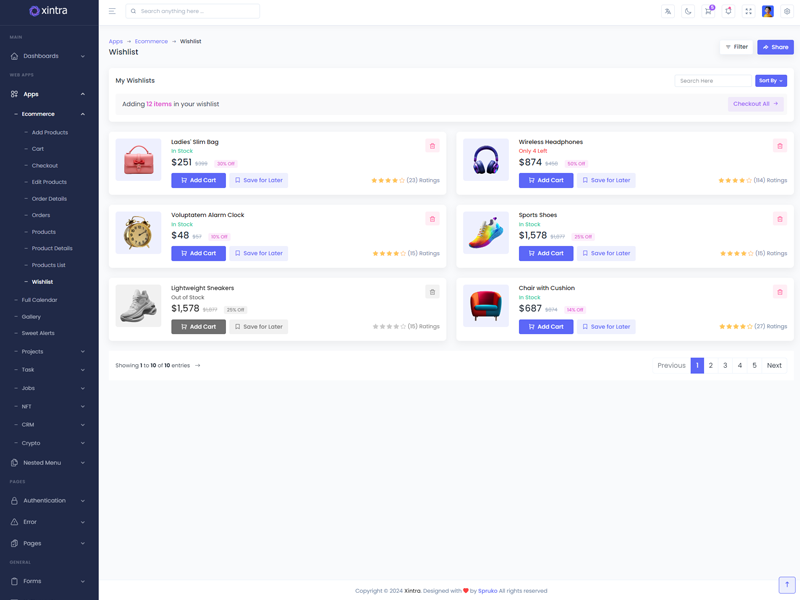 xintra
Search anything here ...
5
MAIN
Dashboards
WEB APPS
Apps
Ecommerce
Add Products
Cart
Checkout
Edit Products
Order Details
Orders
Products
Product Details
Products List
Wishlist
Full Calendar
Gallery
Sweet Alerts
Projects
Task
Jobs
NFT
CRM
Crypto
Nested Menu
PAGES
Authentication
Error
Pages
GENERAL
Forms
Apps → Ecommerce → Wishlist
Wishlist
Filter
Share
My Wishlists
Search Here
Sort By
Adding 12 items in your wishlist
Checkout All →
Ladies' Slim Bag
In Stock
$251 $399 30% Off
Add Cart
Save for Later
(23) Ratings
Wireless Headphones
Only 4 Left
$874 50% Off
Add Cart
Save for Later
(114) Ratings
Voluptatem Alarm Clock
In Stock
$48 $57 10% Off
Add Cart
Save for Later
(15) Ratings
Sports Shoes
In Stock
$1,578 25% Off
Add Cart
Save for Later
(15) Ratings
Lightweight Sneakers
Out of Stock
$1,578 25% Off
Add Cart
Save for Later
(15) Ratings
Chair with Cushion
In Stock
$687 $874 14% Off
Add Cart
Save for Later
(27) Ratings
Showing 1 to 10 of 10 entries →
Previous 1 2 3 4 5 Next
Copyright © 2024 Xintra. Designed with ❤ by Spruko All rights reserved